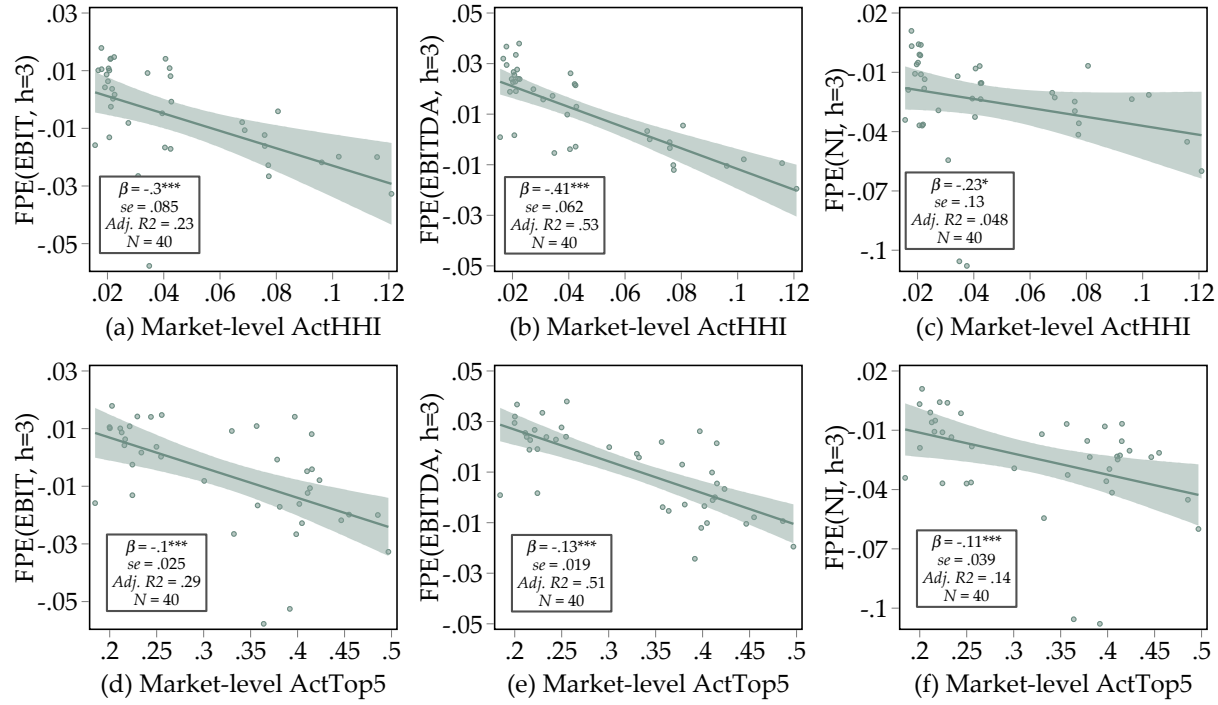 FPE(EBIT, h=3)
.03
.01
-.01
-.03
-.05
β = -.3***
se = .085
Adj. R2 = .23
N = 40
.02 .04 .06 .08 .1 .12
(a) Market-level ActHHI
FPE(EBITDA, h=3)
.05
.03
.01
-.01
-.03
-.05
β = -.41***
se = .062
Adj. R2 = .53
N = 40
.02 .04 .06 .08 .1 .12
(b) Market-level ActHHI
FPE(NI, h=3)
.02
-.01
-.04
-.07
-.1
β = -.23*
se = .13
Adj. R2 = .048
N = 40
.02 .04 .06 .08 .1 .12
(c) Market-level ActHHI
FPE(EBIT, h=3)
.03
.01
-.01
-.03
-.05
β = -.1***
se = .025
Adj. R2 = .29
N = 40
.2 .25 .3 .35 .4 .45 .5
(d) Market-level ActTop5
FPE(EBITDA, h=3)
.05
.03
.01
-.01
-.03
-.05
β = -.13***
se = .019
Adj. R2 = .51
N = 40
.2 .25 .3 .35 .4 .45 .5
(e) Market-level ActTop5
FPE(NI, h=3)
.02
-.01
-.04
-.07
-.1
β = -.11***
se = .039
Adj. R2 = .14
N = 40
.2 .25 .3 .35 .4 .45 .5
(f) Market-level ActTop5